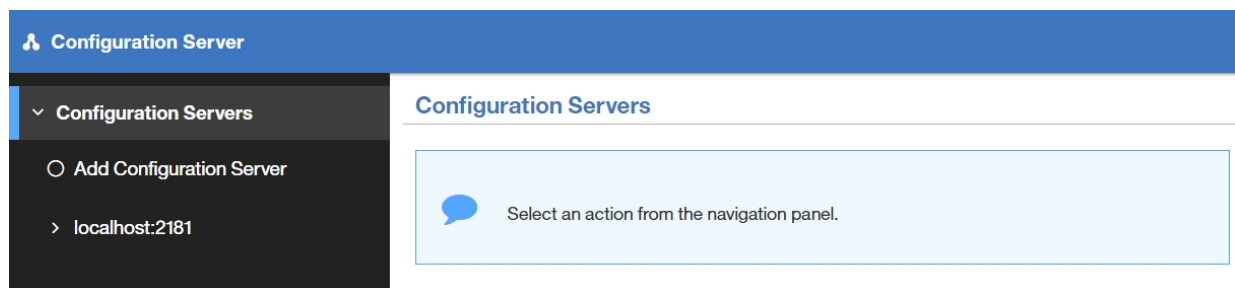 Configuration Server
Configuration Servers
Add Configuration Server
localhost:2181
Configuration Servers
Select an action from the navigation panel.